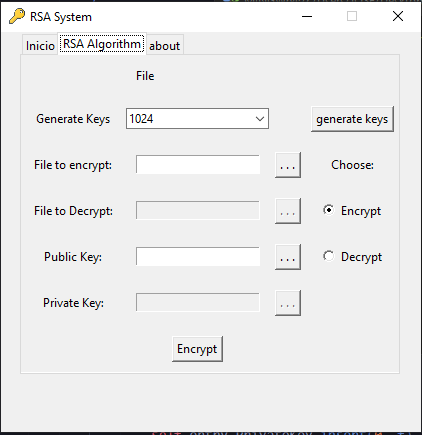 RSA System
Inicio RSA Algorithm about
File
Generate Keys 1024 generate keys
File to encrypt: ... Choose:
File to Decrypt: ... Encrypt
Public Key: ... Decrypt
Private Key: ...
Encrypt